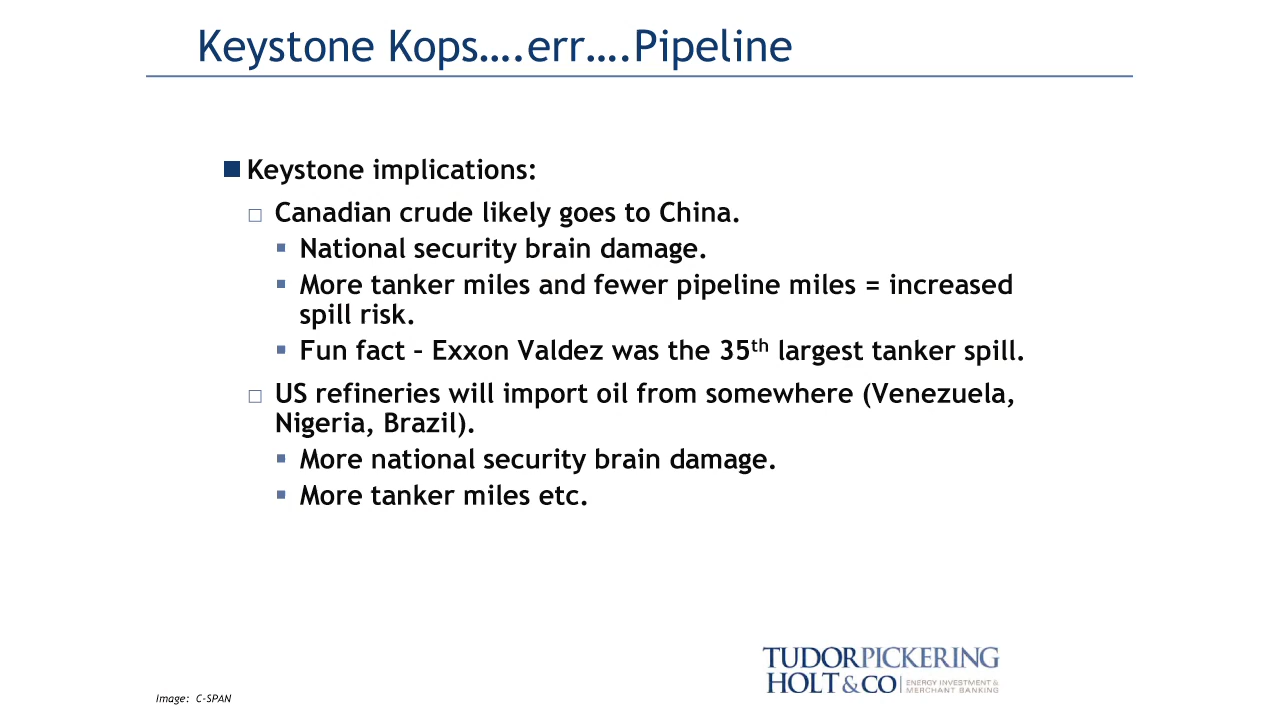 Keystone Kops….err….Pipeline
Keystone implications:
Canadian crude likely goes to China.
National security brain damage.
More tanker miles and fewer pipeline miles = increased
spill risk.
Fun fact – Exxon Valdez was the 35th largest tanker spill.
US refineries will import oil from somewhere (Venezuela,
Nigeria, Brazil).
More national security brain damage.
More tanker miles etc.
TUDORPICKERING
HOLT&CO ENERGY INVESTMENT &
MERCHANT BANKING
Image: C-SPAN